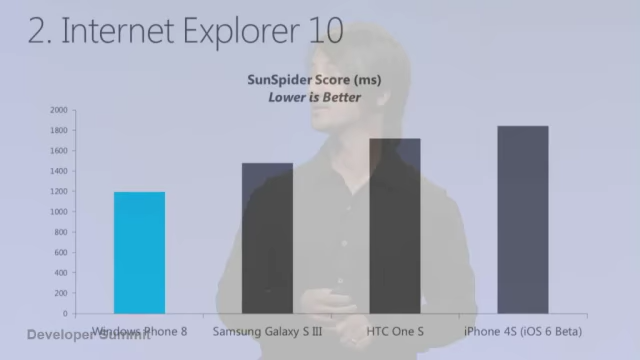 2. Internet Explorer 10
SunSpider Score (ms)
Lower is Better
2000
1800
1600
1400
1200
1000
800
600
400
200
0
Windows Phone 8
Samsung Galaxy S III
HTC One S
iPhone 4S (iOS 6 Beta)
Developer Summit